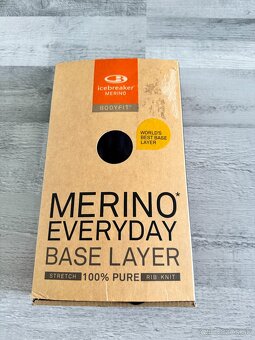 icebreaker®
MERINO
BODYFIT®
WORLD'S
BEST BASE
LAYER
MERINO*
EVERYDAY
BASE LAYER
STRETCH 100% PURE RIB KNIT